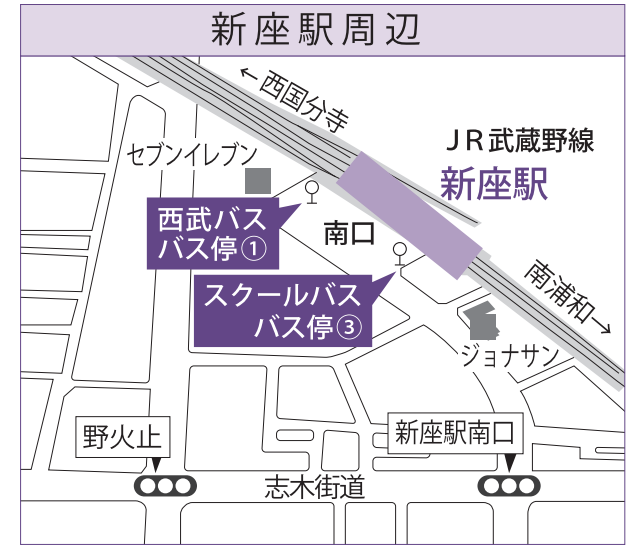 新座駅周辺
←西国分寺
JR武蔵野線
新座駅
セブンイレブン
西武バス
バス停①
南口
スクールバス
バス停③
南浦和→
ジョナサン
野火止
新座駅南口
志木街道